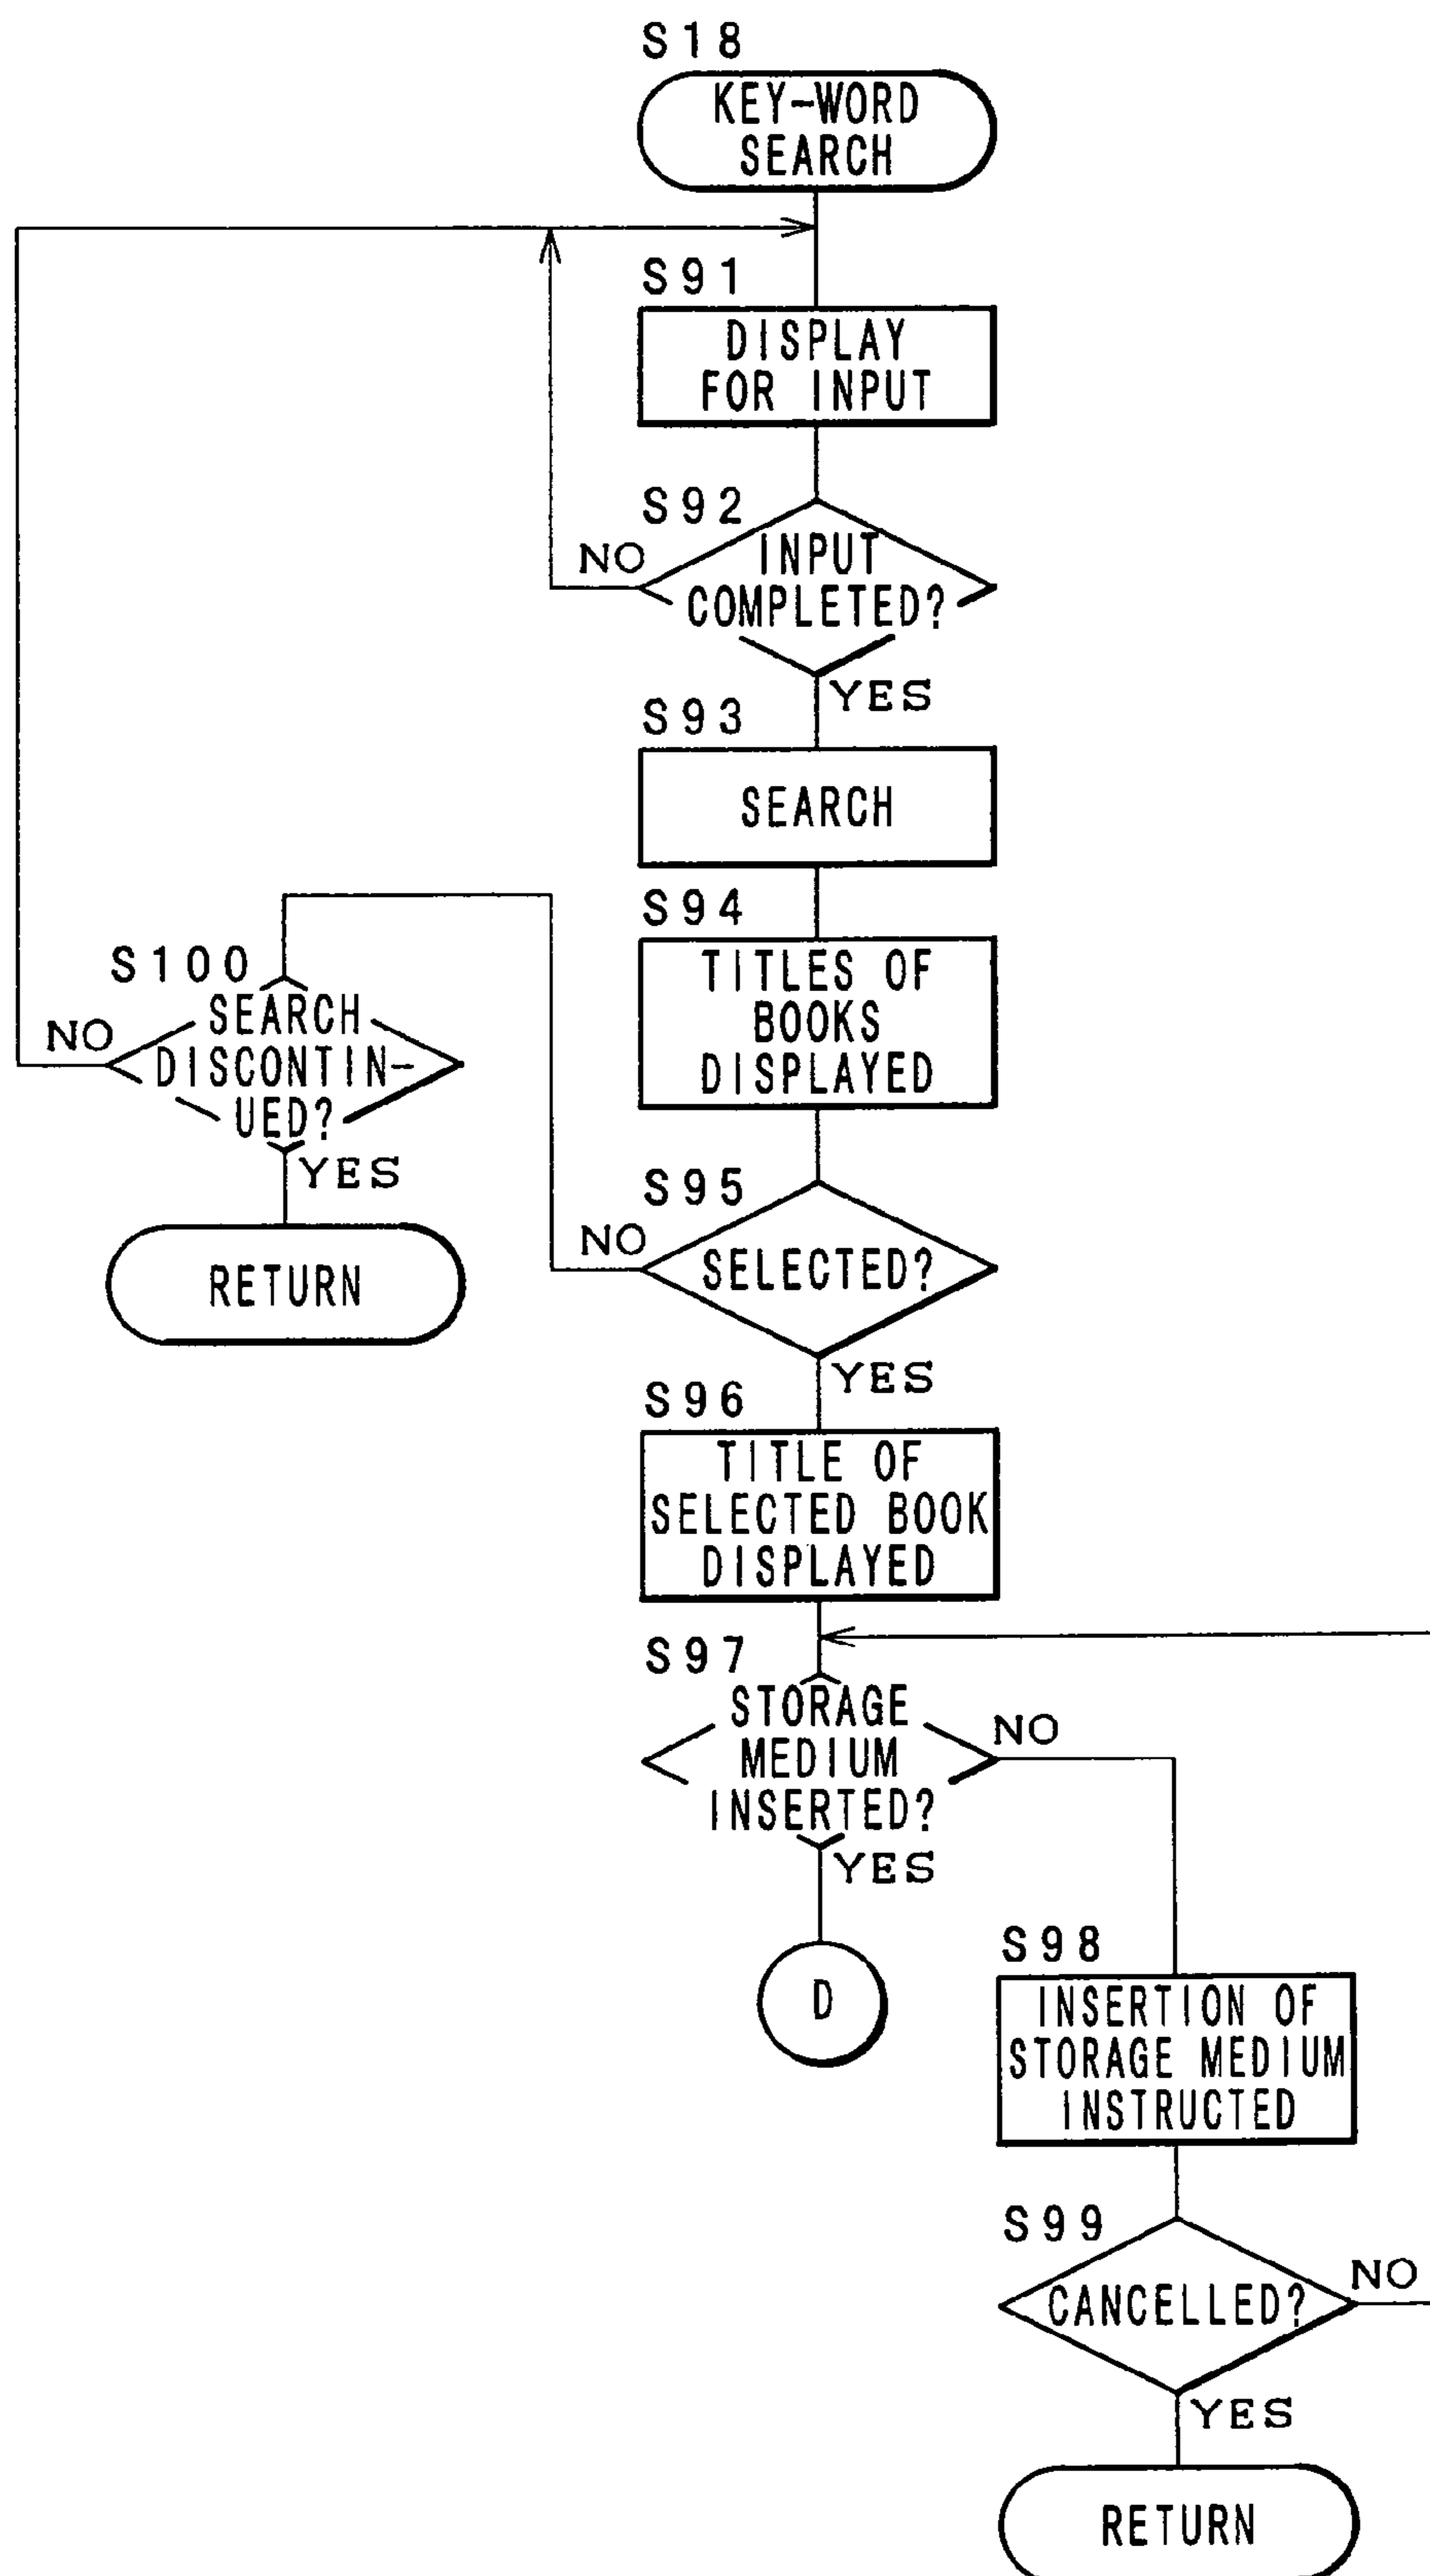 S18
KEY-WORD
SEARCH
S91
DISPLAY
FOR INPUT
S92
NO
INPUT
COMPLETED?
YES
S93
SEARCH
S94
TITLES OF
BOOKS
DISPLAYED
S100
NO
SEARCH
DISCONTIN-
UED?
YES
RETURN
S95
NO
SELECTED?
YES
S96
TITLE OF
SELECTED BOOK
DISPLAYED
S97
STORAGE
MEDIUM
INSERTED?
NO
YES
D
S98
INSERTION OF
STORAGE MEDIUM
INSTRUCTED
S99
CANCELLED?
NO
YES
RETURN